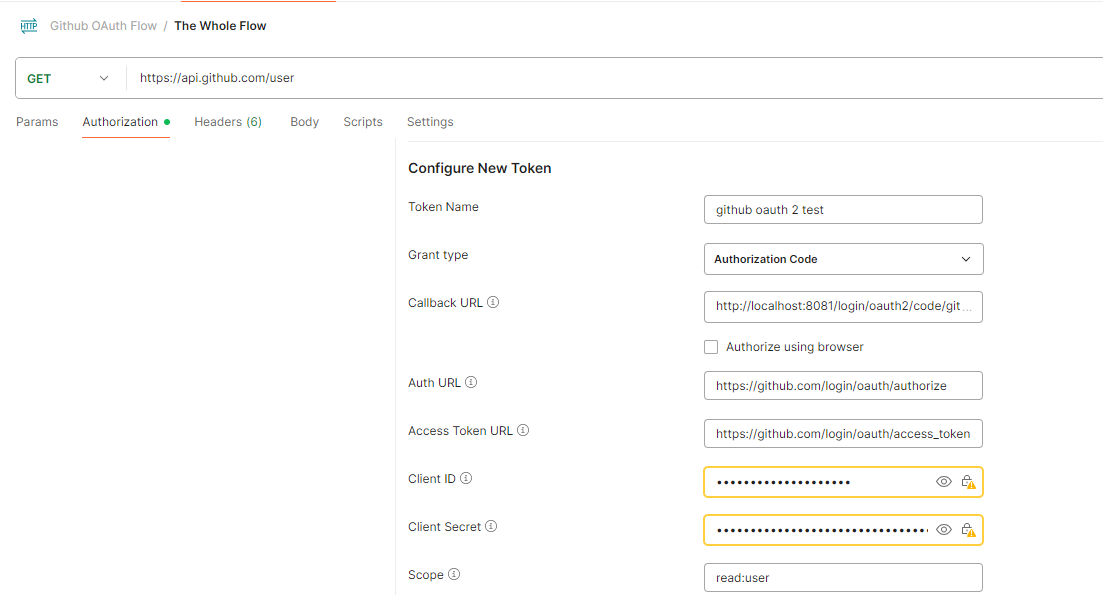 HTTP Github OAuth Flow / The Whole Flow
GET https://api.github.com/user
Params Authorization Headers (6) Body Scripts Settings
Configure New Token
Token Name github oauth 2 test
Grant type Authorization Code
Callback URL http://localhost:8081/login/oauth2/code/git...
Authorize using browser
Auth URL https://github.com/login/oauth/authorize
Access Token URL https://github.com/login/oauth/access_token
Client ID ••••••••••••••••••••
Client Secret •••••••••••••••••••••••••••••••
Scope read:user